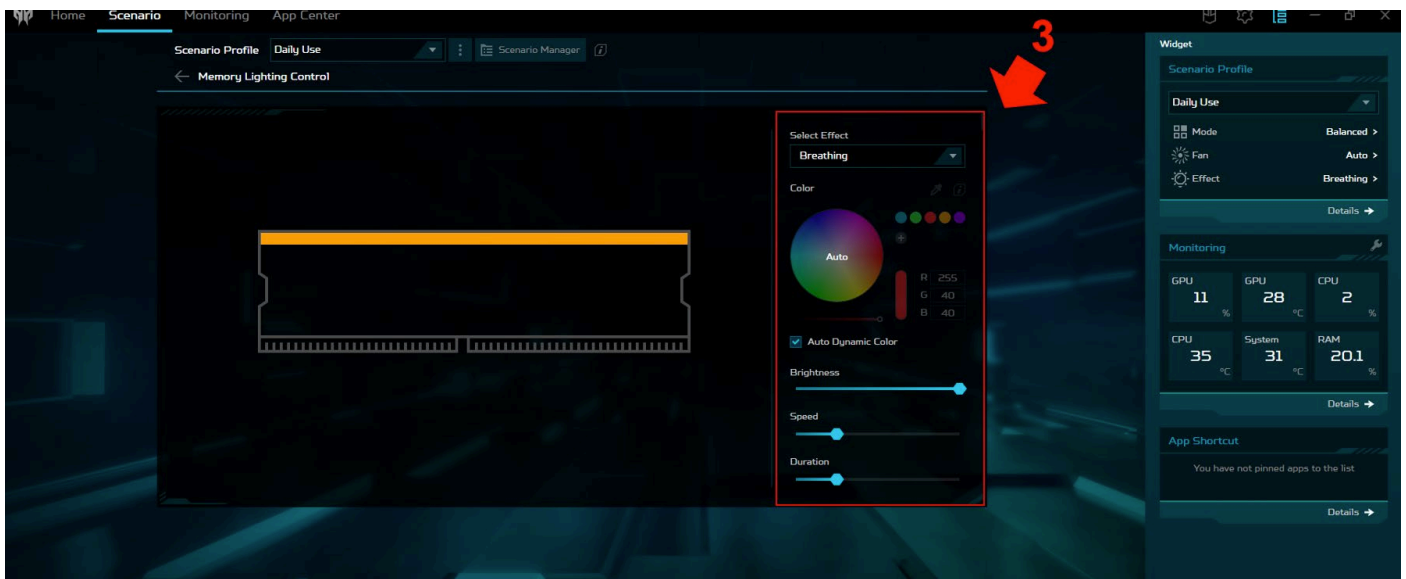 Home Scenario Monitoring App Center
3
Scenario Profile Daily Use Scenario Manager
Memory Lighting Control
Select Effect
Breathing
Color
Auto
R 255
G 40
B 40
Auto Dynamic Color
Brightness
Speed
Duration
Widget
Scenario Profile
Daily Use
Mode Balanced >
Fan Auto >
Effect Breathing >
Details →
Monitoring
GPU GPU CPU
11 28 2
% °C %
CPU System RAM
35 31 20.1
°C °C %
Details →
App Shortcut
You have not pinned apps to the list
Details →